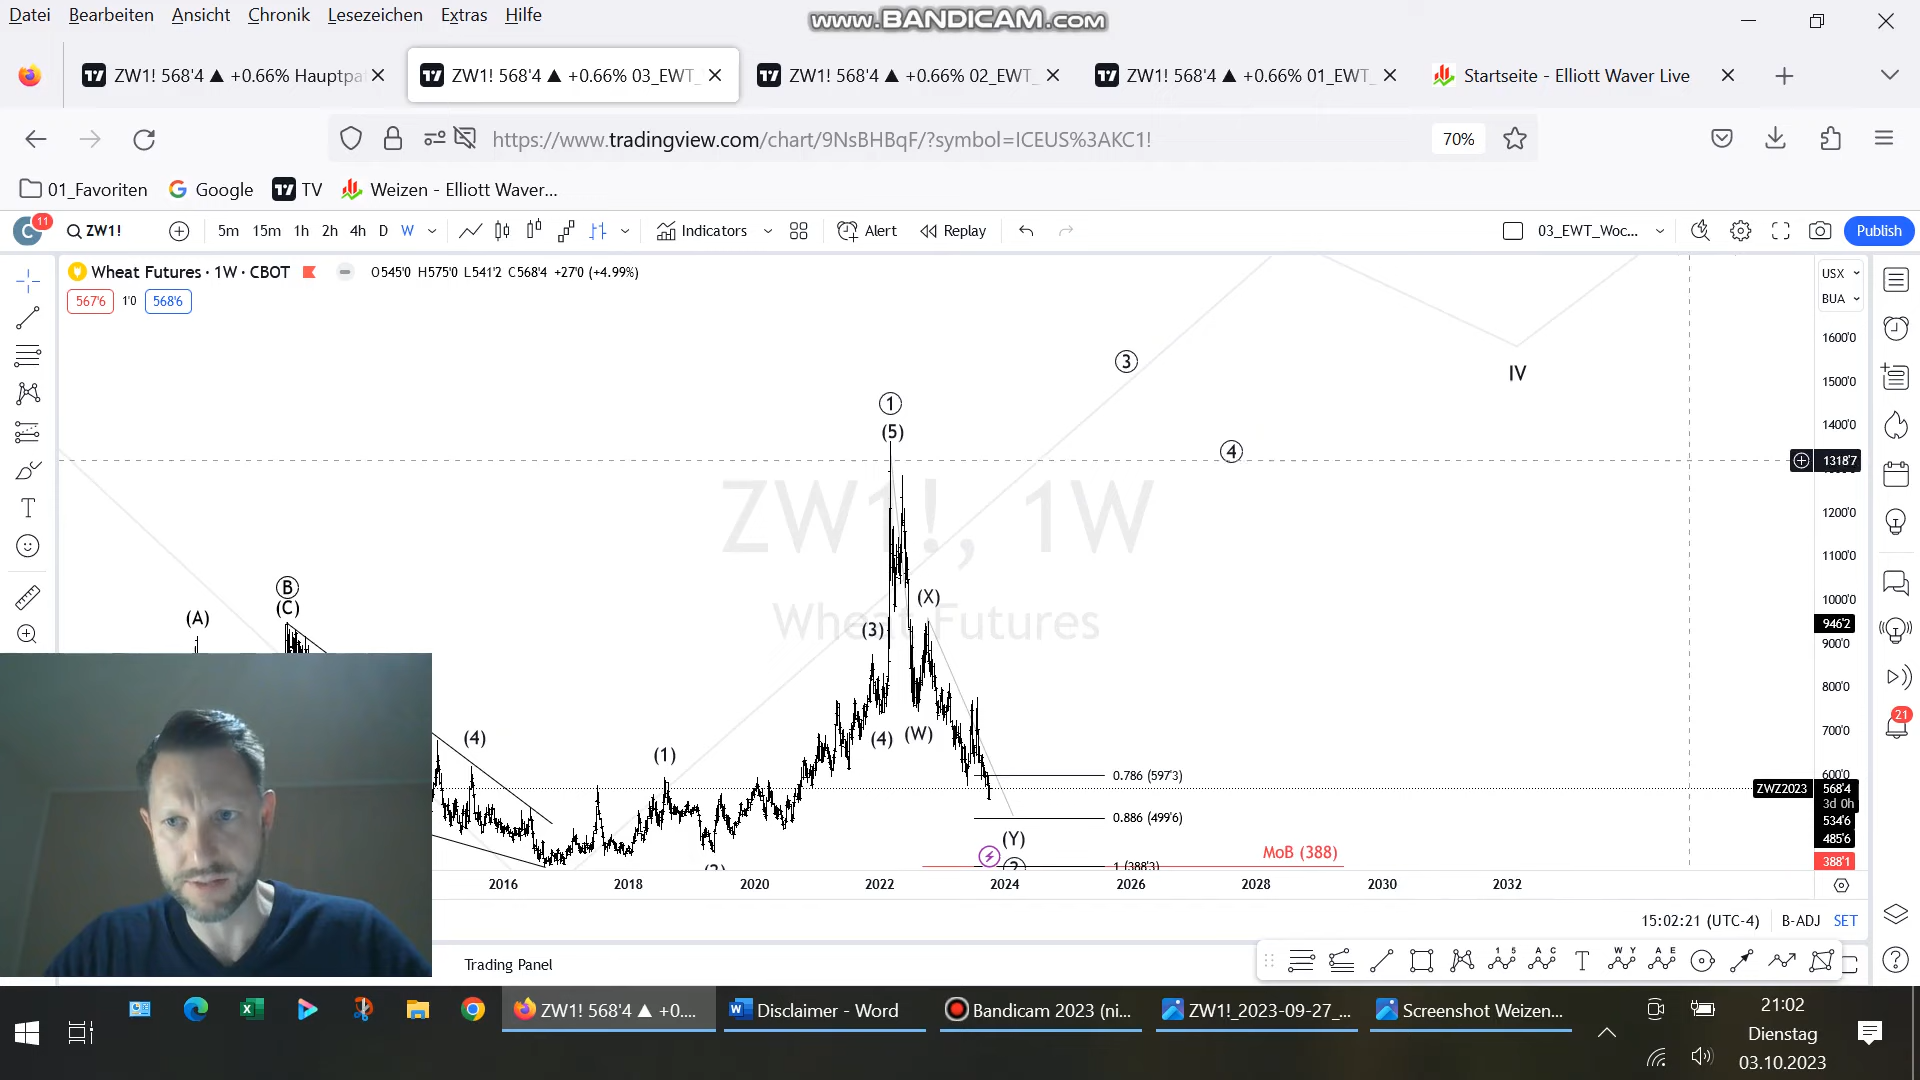 Datei Bearbeiten Ansicht Chronik Lesezeichen Extras Hilfe
www.BANDICAM.com
ZW1! 568'4 ▲ +0.66% Hauptpa
ZW1! 568'4 ▲ +0.66% 03_EWT_
ZW1! 568'4 ▲ +0.66% 02_EWT_
ZW1! 568'4 ▲ +0.66% 01_EWT_
Startseite - Elliott Waver Live
https://www.tradingview.com/chart/9NsBHBqF/?symbol=ICEUS%3AKC1!
70%
01_Favoriten Google TV Weizen - Elliott Waver...
C 11 ZW1! 5m 15m 1h 2h 4h D W Indicators Alert Replay 03_EWT_Woc... Publish
Wheat Futures · 1W · CBOT O545'0 H575'0 L541'2 C568'4 +27'0 (+4.99%)
USX
BUA
567'6 1'0 568'6
1600'0
3
IV
1500'0
1
1400'0
(5)
4
1318'7
ZW1!, 1W
1200'0
1100'0
B
(X)
1000'0
(C)
(A)
Wheat Futures
946'2
(3)
900'0
800'0
21
(4)
(4)
(W)
700'0
(1)
0.786 (597'3)
600'0
ZWZ2023 568'4
3d 0h
0.886 (499'6)
534'6
485'6
(Y)
MoB (388)
1 (388'3)
388'1
2016 2018 2020 2022 2024 2026 2028 2030 2032
15:02:21 (UTC-4) B-ADJ SET
Trading Panel
ZW1! 568'4 ▲ +0....
Disclaimer - Word
Bandicam 2023 (ni...
ZW1!_2023-09-27_...
Screenshot Weizen...
21:02
Dienstag
03.10.2023